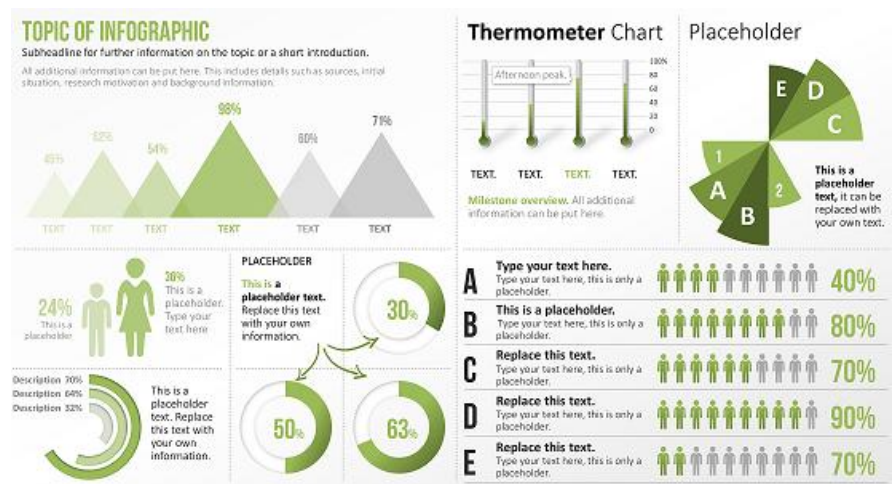 TOPIC OF INFOGRAPHIC
Subheadline for further information on the topic or a short introduction.
All additional information can be put here. This includes details such as sources, initial
situation, research motivation and background information.
45%
62%
54%
98%
60%
71%
TEXT
TEXT
TEXT
TEXT
TEXT
TEXT
Thermometer Chart
Afternoon peak.
100%
80
60
40
20
0
TEXT.
TEXT.
TEXT.
TEXT.
Milestone overview. All additional
information can be put here.
Placeholder
E
D
C
1
A
B
2
This is a
placeholder
text, it can be
replaced with
your own text.
24%
This is a
placeholder
36%
This is a
placeholder.
Type your
text here
PLACEHOLDER
This is a
placeholder text.
Replace this text
with your own
information.
30%
50%
63%
Description 70%
Description 64%
Description 32%
This is a
placeholder
text. Replace
this text with
your own
information.
A
Type your text here.
Type your text here, this is only a
placeholder.
40%
B
This is a placeholder.
Type your text here, this is only a
placeholder.
80%
C
Replace this text.
Type your text here, this is only a
placeholder.
70%
D
Replace this text.
Type your text here, this is only a
placeholder.
90%
E
Replace this text.
Type your text here, this is only a
placeholder.
70%